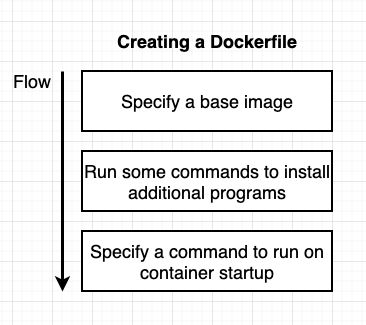 Creating a Dockerfile
Flow
Specify a base image
Run some commands to install
additional programs
Specify a command to run on
container startup